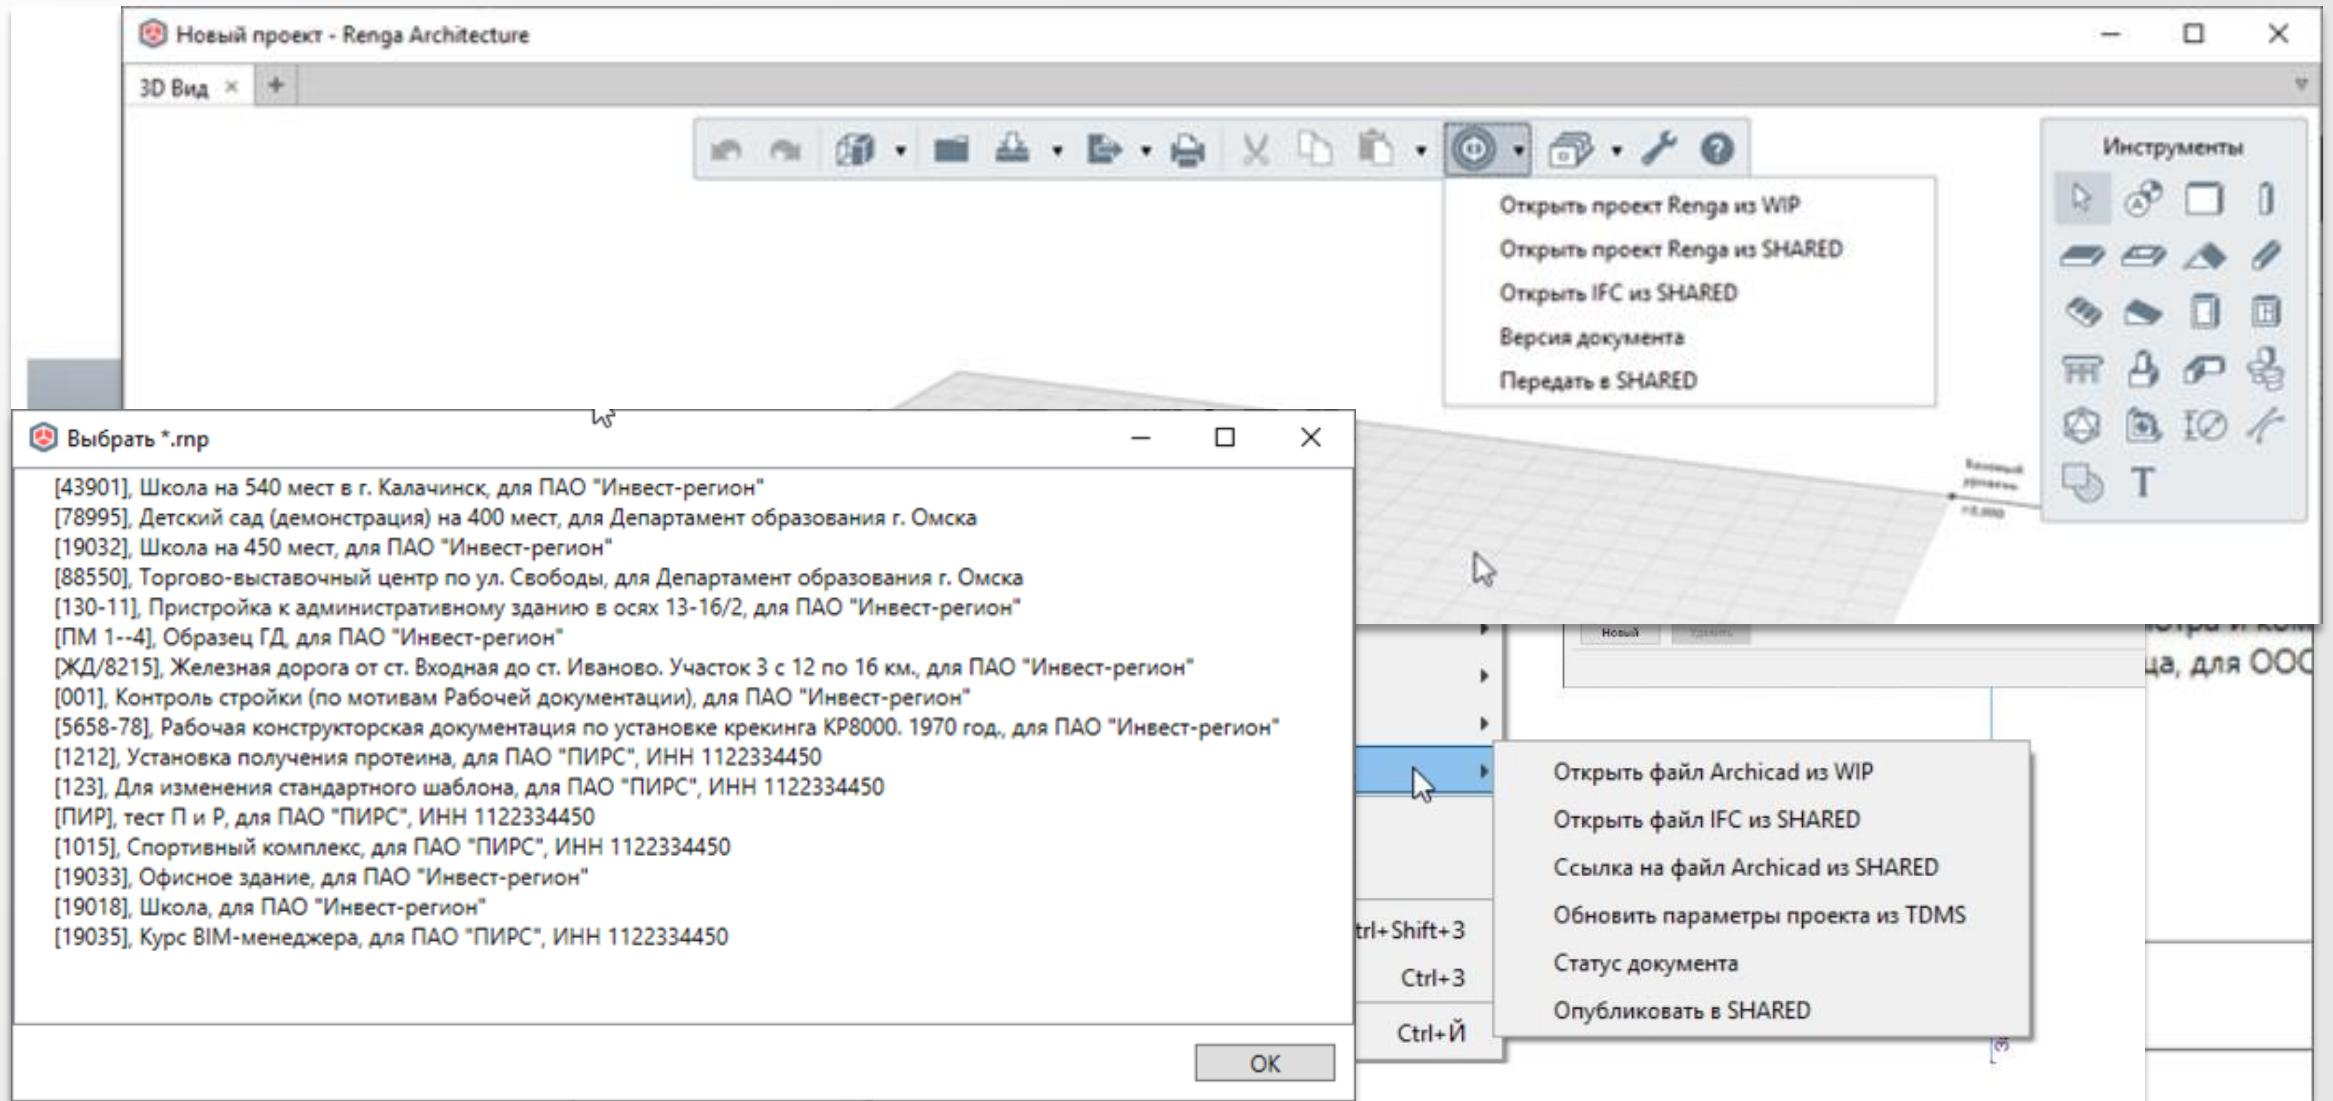 Новый проект - Renga Architecture
3D Вид
Инструменты
Открыть проект Renga из WIP
Открыть проект Renga из SHARED
Открыть IFC из SHARED
Версия документа
Передать в SHARED
Базовый
уровень
T
Выбрать *.rnp
[43901], Школа на 540 мест в г. Калачинск, для ПАО "Инвест-регион"
[78995], Детский сад (демонстрация) на 400 мест, для Департамент образования г. Омска
[19032], Школа на 450 мест, для ПАО "Инвест-регион"
[88550], Торгово-выставочный центр по ул. Свободы, для Департамент образования г. Омска
[130-11], Пристройка к административному зданию в осях 13-16/2, для ПАО "Инвест-регион"
[ПМ 1--4], Образец ГД, для ПАО "Инвест-регион"
[ЖД/8215], Железная дорога от ст. Входная до ст. Иваново. Участок 3 с 12 по 16 км., для ПАО "Инвест-регион"
[001], Контроль стройки (по мотивам Рабочей документации), для ПАО "Инвест-регион"
[5658-78], Рабочая конструкторская документация по установке крекинга КР8000. 1970 год., для ПАО "Инвест-регион"
[1212], Установка получения протеина, для ПАО "ПИРС", ИНН 1122334450
[123], Для изменения стандартного шаблона, для ПАО "ПИРС", ИНН 1122334450
[ПИР], тест П и Р, для ПАО "ПИРС", ИНН 1122334450
[1015], Спортивный комплекс, для ПАО "ПИРС", ИНН 1122334450
[19033], Офисное здание, для ПАО "Инвест-регион"
[19018], Школа, для ПАО "Инвест-регион"
[19035], Курс BIM-менеджера, для ПАО "ПИРС", ИНН 1122334450
OK
Новый Удалить
ца, для ООО
Открыть файл Archicad из WIP
Открыть файл IFC из SHARED
Ссылка на файл Archicad из SHARED
Обновить параметры проекта из TDMS
Статус документа
Опубликовать в SHARED
trl+Shift+З
Ctrl+З
Ctrl+Й